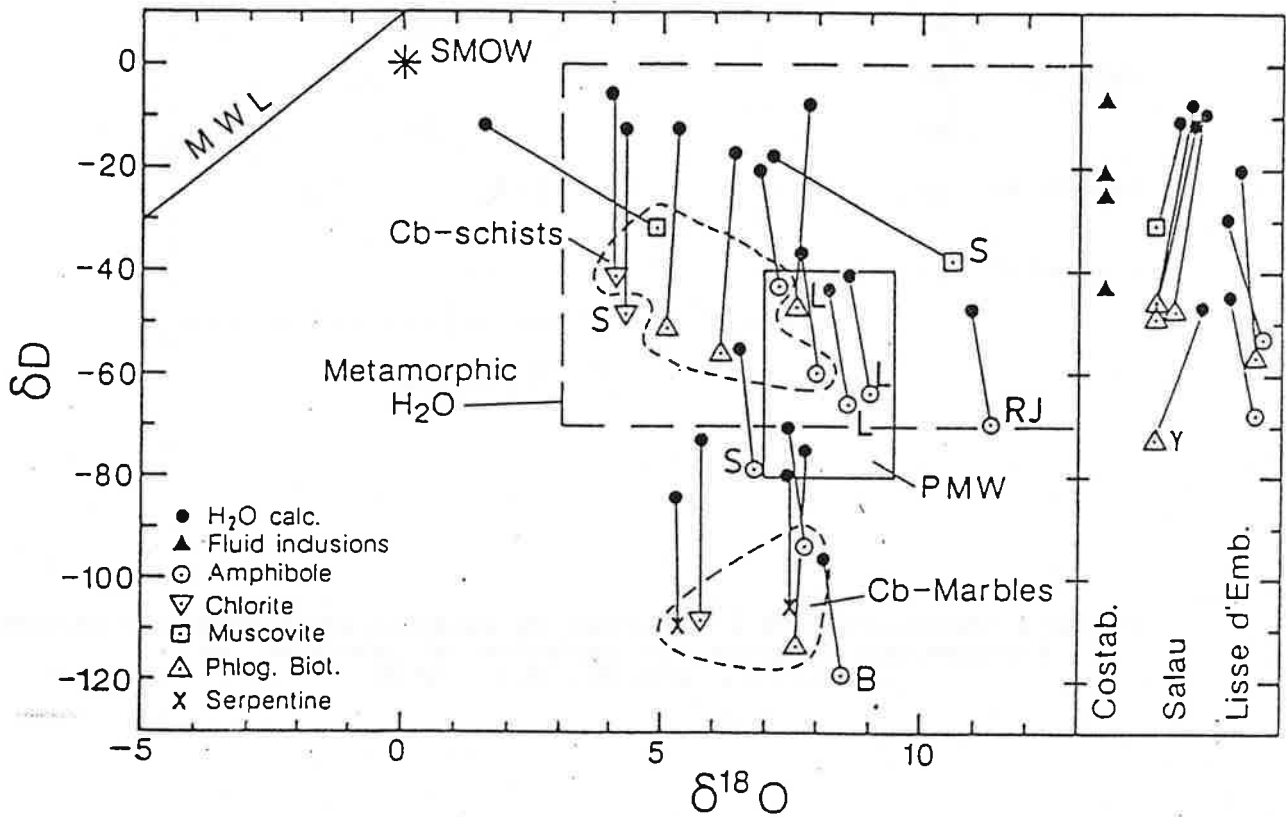 SMOW
MWL
0
-20
-40
-60
-80
-100
-120
δD
Cb-schists
S
S
L
L
L
Metamorphic
H₂O
RJ
S
PMW
Cb-Marbles
B
● H₂O calc.
▲ Fluid inclusions
⊙ Amphibole
Chlorite
Muscovite
Phlog. Biot.
x Serpentine
-5
0
5
10
δ¹⁸O
Y
Costab.
Salau
Lisse d'Emb.